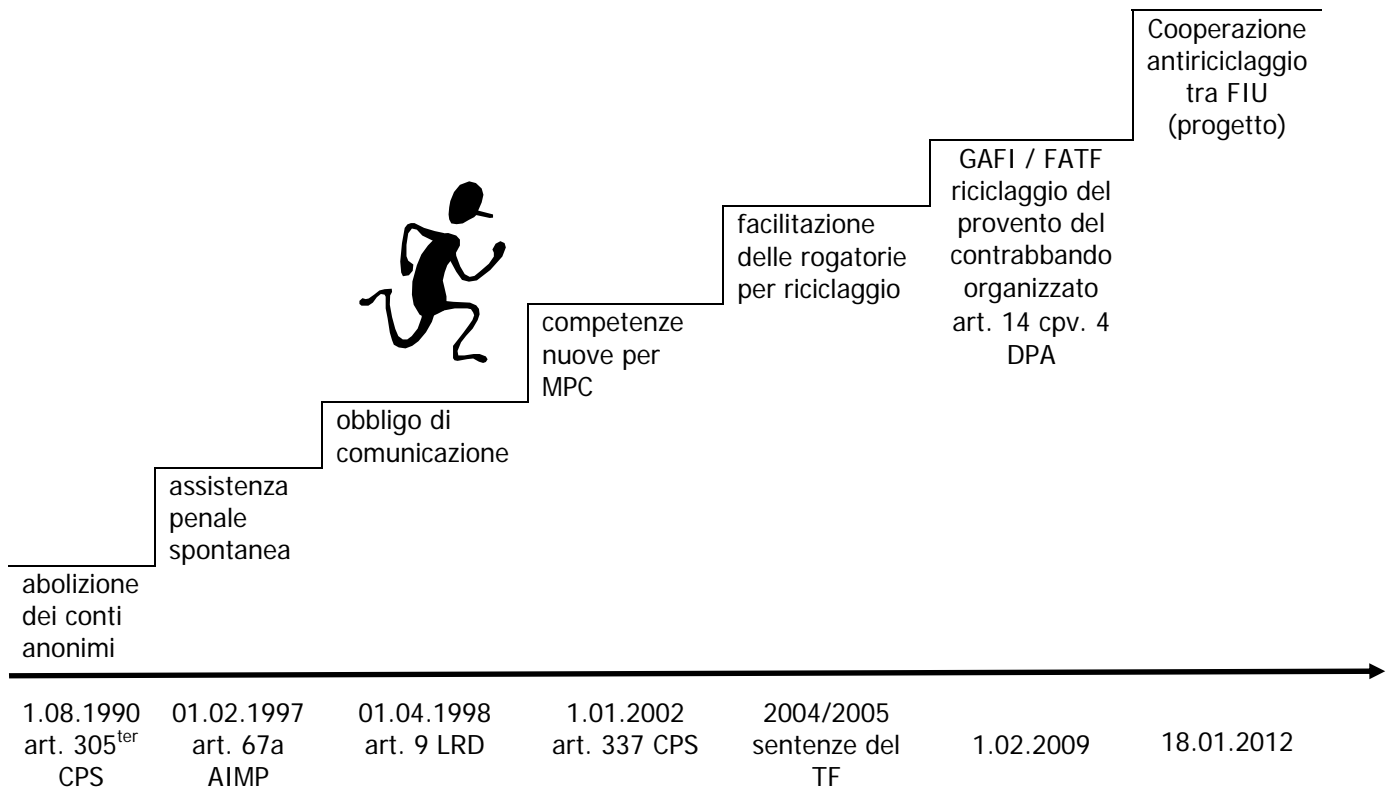 Cooperazione
antiriciclaggio
tra FIU
(progetto)
GAFI / FATF
riciclaggio del
provento del
contrabbando
organizzato
art. 14 cpv. 4
DPA
facilitazione
delle rogatorie
per riciclaggio
competenze
nuove per
MPC
obbligo di
comunicazione
assistenza
penale
spontanea
abolizione
dei conti
anonimi
1.08.1990
art. 305ter
CPS
01.02.1997
art. 67a
AIMP
01.04.1998
art. 9 LRD
1.01.2002
art. 337 CPS
2004/2005
sentenze del
TF
1.02.2009
18.01.2012